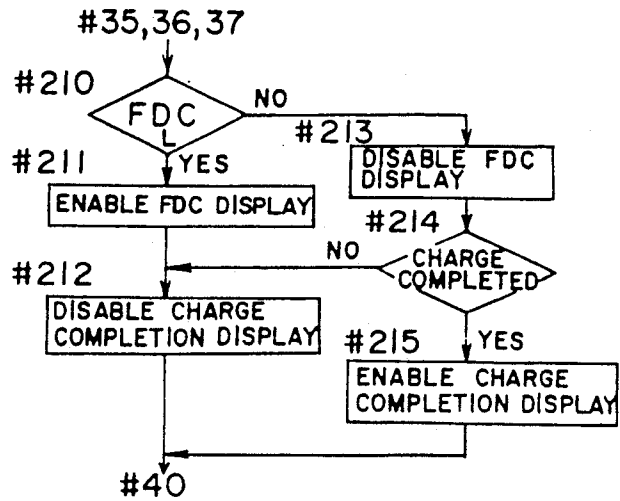 #35,36,37
#210
FDC
L
NO
#213
#211
YES
DISABLE FDC
DISPLAY
ENABLE FDC DISPLAY
#214
NO
CHARGE
COMPLETED
#212
DISABLE CHARGE
COMPLETION DISPLAY
#215
YES
ENABLE CHARGE
COMPLETION DISPLAY
#40